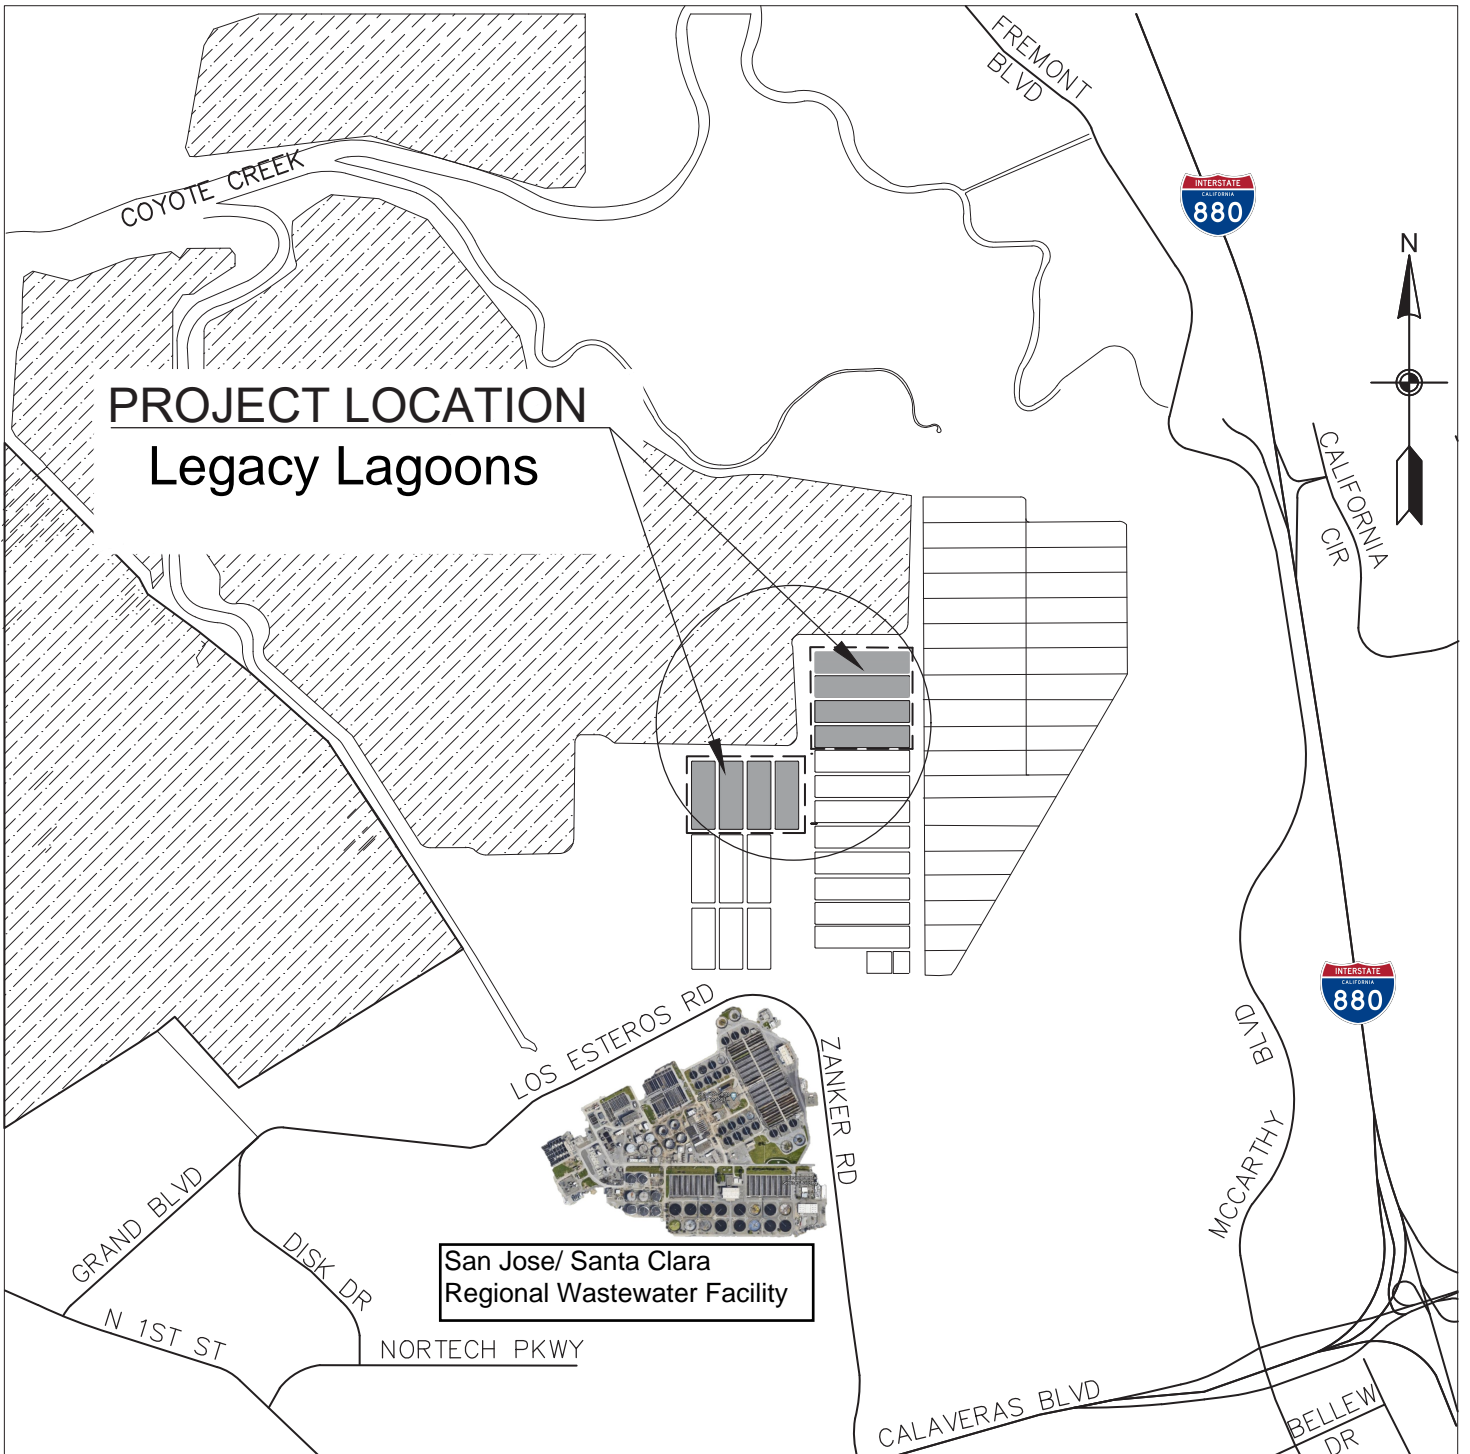 FREMONT
BLVD
INTERSTATE
CALIFORNIA
880
COYOTE CREEK
N
PROJECT LOCATION
Legacy Lagoons
CALIFORNIA
CIR
INTERSTATE
CALIFORNIA
880
LOS ESTEROS RD
ZANKER RD
BLVD
MCCARTHY
GRAND BLVD
DISK DR
San Jose/ Santa Clara
Regional Wastewater Facility
N 1ST ST
NORTECH PKWY
CALAVERAS BLVD
BELLEW
DR